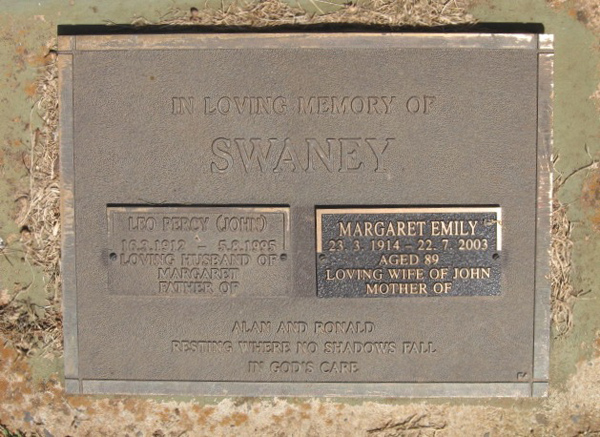 IN LOVING MEMORY OF
SWANEY
LEO PERCY (JOHN)
16.3.1912 - 5.8.1995
LOVING HUSBAND OF
MARGARET
FATHER OF
MARGARET EMILY
23. 3. 1914 - 22. 7. 2003
AGED 89
LOVING WIFE OF JOHN
MOTHER OF
ALAN AND RONALD
RESTING WHERE NO SHADOWS FALL
IN GOD'S CARE